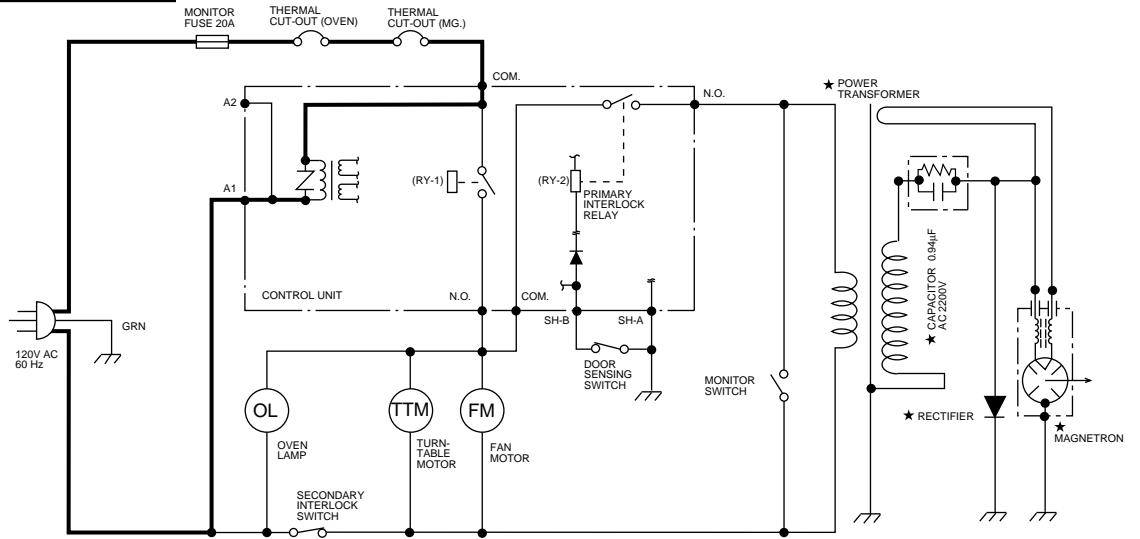 MONITOR
FUSE 20A
THERMAL
CUT-OUT (OVEN)
THERMAL
CUT-OUT (MG.)
COM.
N.O.
A2
A1
(RY-1)
(RY-2)
PRIMARY
INTERLOCK
RELAY
★ POWER
TRANSFORMER
★ CAPACITOR 0.94µF
AC 2200V
CONTROL UNIT
N.O.
COM.
SH-B
SH-A
GRN
120V AC
60 Hz
DOOR
SENSING
SWITCH
MONITOR
SWITCH
OL
OVEN
LAMP
TTM
TURN-
TABLE
MOTOR
FM
FAN
MOTOR
★ RECTIFIER
★
MAGNETRON
SECONDARY
INTERLOCK
SWITCH